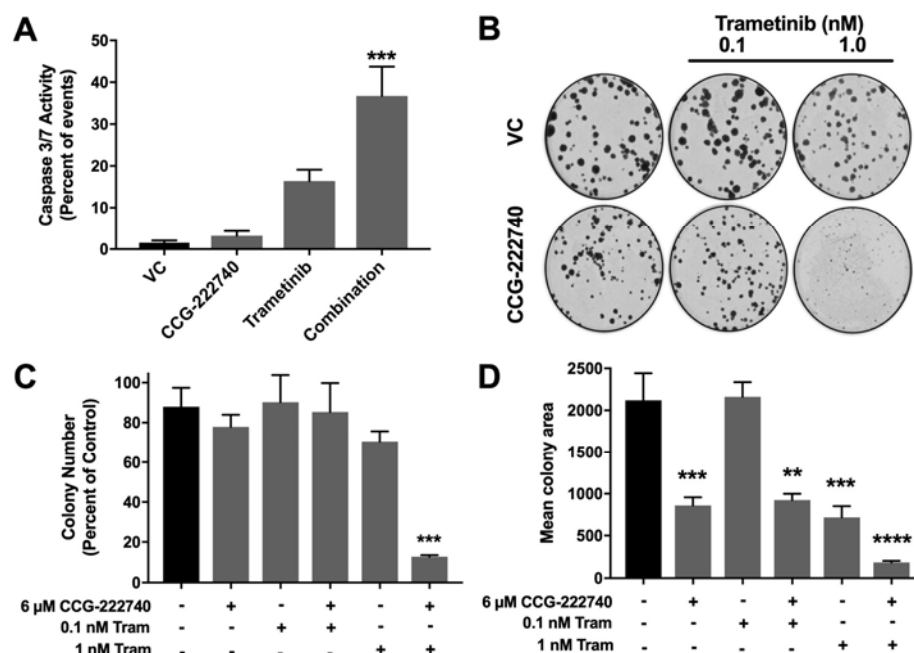 A
Caspase 3/7 Activity
(Percent of events)
50
40
30
20
10
0
***
VC
CCG-222740
Trametinib
Combination
B
Trametinib (nM)
0.1 1.0
VC
CCG-222740
C
Colony Number
(Percent of Control)
100
80
60
40
20
0
***
6 µM CCG-222740 - + - + - +
0.1 nM Tram - - + + - -
1 nM Tram - - - - + +
D
Mean colony area
2500
2000
1500
1000
500
0
*** ** *** ****
6 µM CCG-222740 - + - + - +
0.1 nM Tram - - + + - -
1 nM Tram - - - - + +